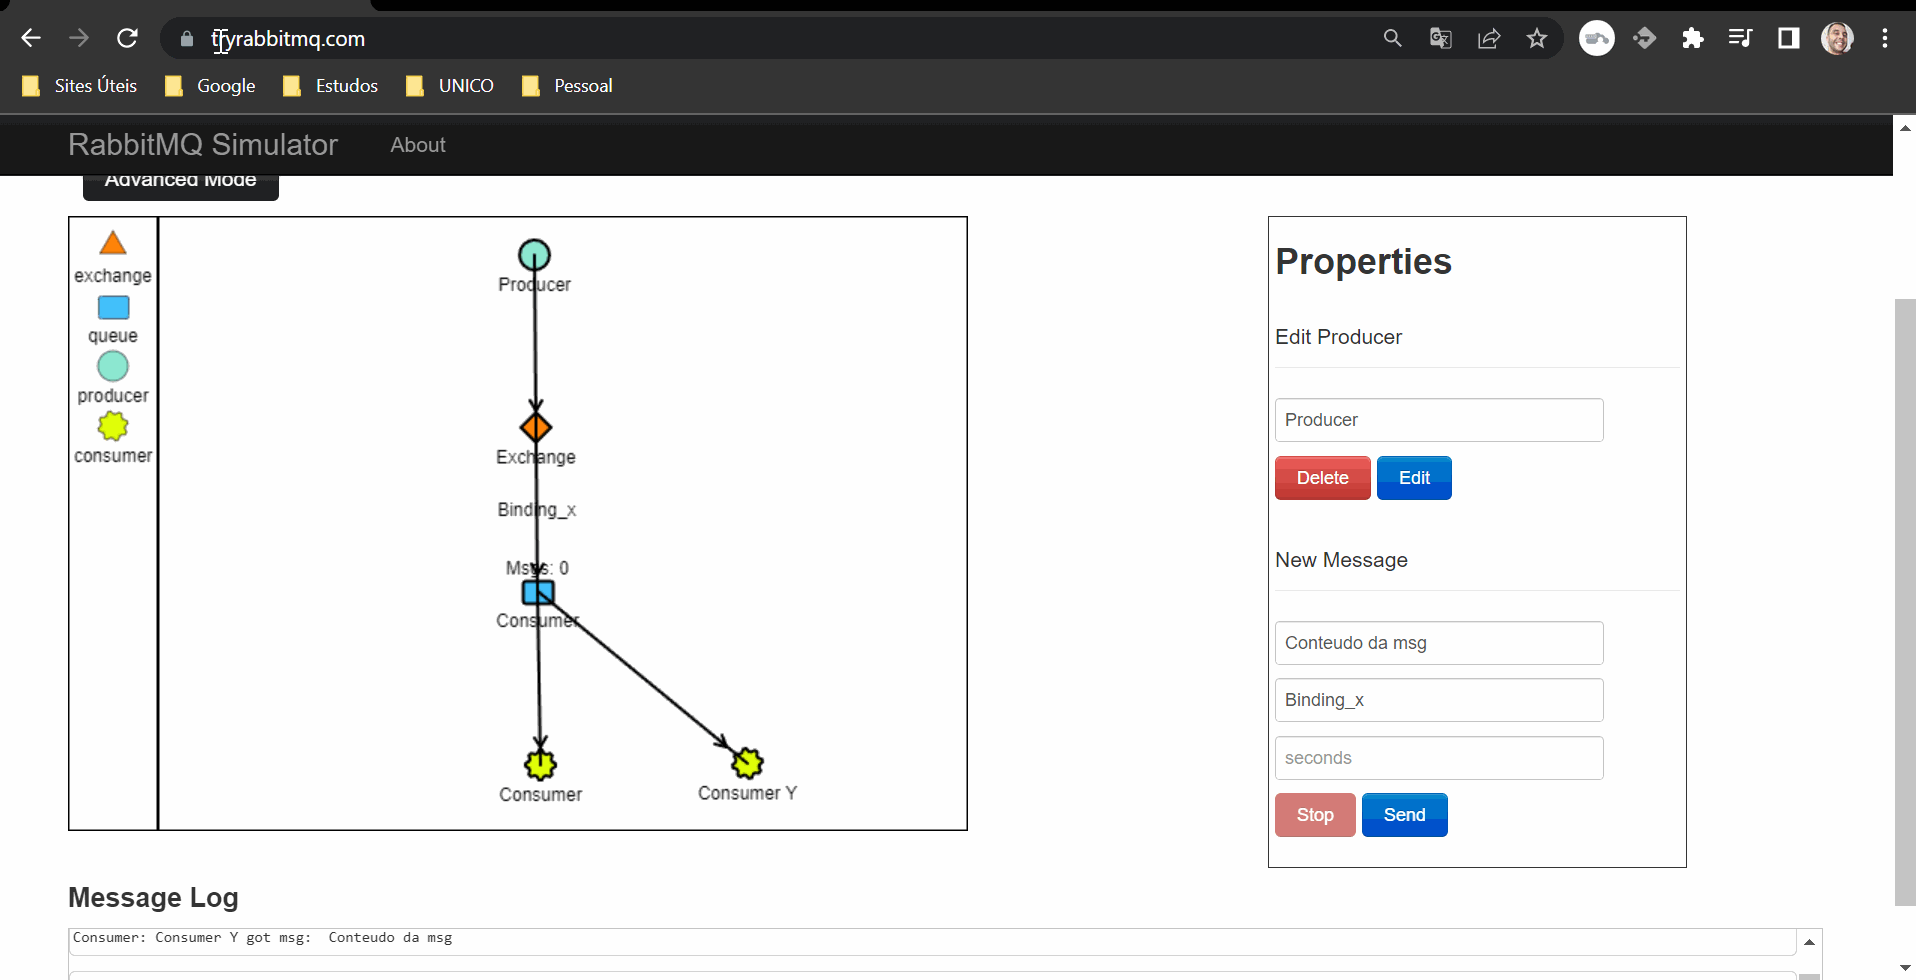 tryrabbitmq.com
Sites Úteis
Google
Estudos
UNICO
Pessoal
RabbitMQ Simulator
About
Advanced Mode
exchange
queue
producer
consumer
Producer
Exchange
Binding_x
Msgs: 0
Consumer
Consumer
Consumer Y
Properties
Edit Producer
Producer
Delete
Edit
New Message
Conteudo da msg
Binding_x
seconds
Stop
Send
Message Log
Consumer: Consumer Y got msg: Conteudo da msg